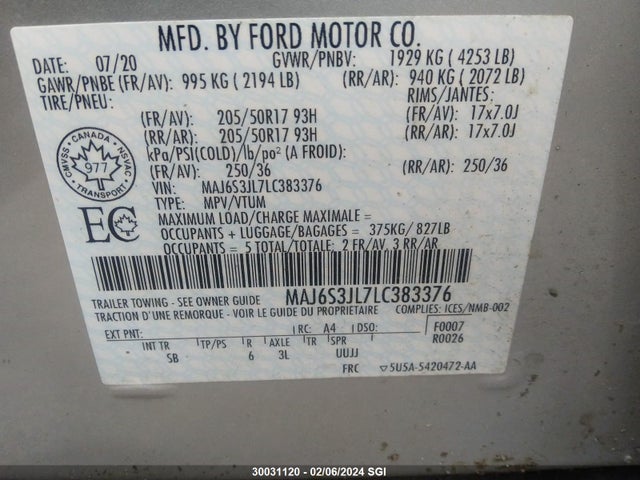 MFD. BY FORD MOTOR CO.
DATE: 07/20 GVWR/PNBV: 1929 KG ( 4253 LB)
GAWR/PNBE (FR/AV): 995 KG ( 2194 LB) (RR/AR): 940 KG ( 2072 LB)
TIRE/PNEU: RIMS/JANTES:
(FR/AV): 205/50R17 93H (FR/AV): 17x7.0J
(RR/AR): 205/50R17 93H (RR/AR): 17x7.0J
kPa/PSI(COLD)/lb/po² (A FROID):
(FR/AV): 250/36 (RR/AR): 250/36
VIN: MAJ6S3JL7LC383376
TYPE: MPV/VTUM
MAXIMUM LOAD/CHARGE MAXIMALE =
OCCUPANTS + LUGGAGE/BAGAGES = 375KG/ 827LB
OCCUPANTS = 5 TOTAL/TOTALE: 2 FR/AV, 3 RR/AR
CANADA
CMVSS NSVAC
977
TRANSPORT
EC
MAJ6S3JL7LC383376
TRAILER TOWING - SEE OWNER GUIDE
TRACTION D'UNE REMORQUE - VOIR LE GUIDE DU PROPRIETAIRE COMPLIES: ICES/NMB-002
EXT PNT: RC: A4 DSO: F0007
R0026
INT TR TP/PS R AXLE TR SPR
SB 6 3L UUJJ
FRC ▽5U5A-5420472-AA
30031120 - 02/06/2024 SGI